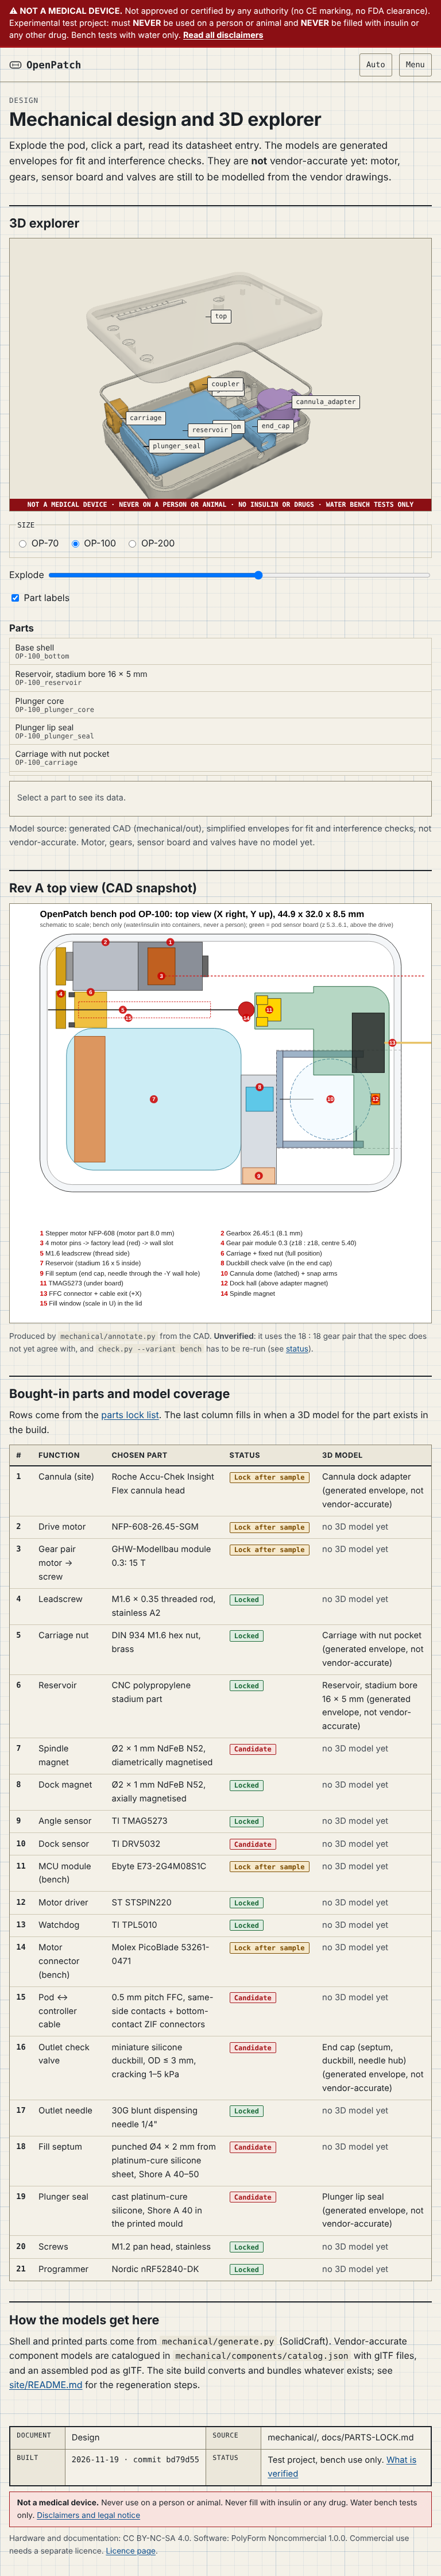 ⚠ NOT A MEDICAL DEVICE. Not approved or certified by any authority (no CE marking, no FDA clearance).
Experimental project: must NEVER be used on a person or animal and NEVER be filled with insulin or
any other drug. Bench tests with water only. Read all disclaimers
OpenPatch
Auto
Menu
DESIGN
Mechanical design and 3D explorer
Explode the pod, click a part, read its datasheet entry. The models are generated
envelopes for fit and interference checks. They are not vendor-accurate yet: motor,
gears, sensor board and valves are still to be modelled from the vendor drawings.
3D explorer
top
coupler
cannula_adapter
carriage
end_cap
reservoir
plunger_seal
NOT A MEDICAL DEVICE · NEVER ON A PERSON OR ANIMAL · NO INSULIN OR DRUGS · WATER BENCH TESTS ONLY
SIZE
OP-70
OP-100
OP-200
Explode
Part labels
Parts
Base shell
OP-100_bottom
Reservoir, stadium bore 16 × 5 mm
OP-100_reservoir
Plunger core
OP-100_plunger_core
Plunger lip seal
OP-100_plunger_seal
Carriage with nut pocket
OP-100_carriage
Select a part to see its data.
Model source: generated CAD (mechanical/out), simplified envelopes for fit and interference checks, not
vendor-accurate. Motor, gears, sensor board and valves have no model yet.
Rev A top view (CAD snapshot)
OpenPatch bench pod OP-100: top view (X right, Y up), 44.9 x 32.0 x 8.5 mm
schematic to scale; bench only (water/insulin into containers, never a person); green = pod sensor board (z 5.3..6.1, above the drive)
2
1
3
4
6
5
15
14
11
13
7
8
10
12
9
1 Stepper motor NFP-608 (motor part 8.0 mm)
2 Gearbox 26.45:1 (8.1 mm)
3 4 motor pins -> factory lead (red) -> wall slot
4 Gear pair module 0.3 (z18 : z18, centre 5.40)
5 M1.6 leadscrew (thread side)
6 Carriage + fixed nut (full position)
7 Reservoir (stadium 16 x 5 inside)
8 Duckbill check valve (in the end cap)
9 Fill septum (end cap, needle through the -Y wall hole)
10 Cannula dome (latched) + snap arms
11 TMAG5273 (under board)
12 Dock hall (above adapter magnet)
13 FFC connector + cable exit (+X)
14 Spindle magnet
15 Fill window (scale in U) in the lid
Produced by mechanical/annotate.py from the CAD. Unverified: it uses the 18 : 18 gear pair that the spec does
not yet agree with, and check.py --variant bench has to be re-run (see status).
Bought-in parts and model coverage
Rows come from the parts lock list. The last column fills in when a 3D model for the part exists in
the build.
# FUNCTION CHOSEN PART STATUS 3D MODEL
1 Cannula (site) Roche Accu-Chek Insight Lock after sample Cannula dock adapter
Flex cannula head (generated envelope, not
vendor-accurate)
2 Drive motor NFP-608-26.45-SGM Lock after sample no 3D model yet
3 Gear pair GHW-Modellbau module Lock after sample no 3D model yet
motor → 0.3: 15 T
screw
4 Leadscrew M1.6 × 0.35 threaded rod, Locked no 3D model yet
stainless A2
5 Carriage nut DIN 934 M1.6 hex nut, Locked Carriage with nut pocket
brass (generated envelope, not
vendor-accurate)
6 Reservoir CNC polypropylene Locked Reservoir, stadium bore
stadium part 16 × 5 mm (generated
envelope, not vendor-
accurate)
7 Spindle Ø2 × 1 mm NdFeB N52, Candidate no 3D model yet
magnet diametrically magnetised
8 Dock magnet Ø2 × 1 mm NdFeB N52, Locked no 3D model yet
axially magnetised
9 Angle sensor TI TMAG5273 Locked no 3D model yet
10 Dock sensor TI DRV5032 Candidate no 3D model yet
11 MCU module Ebyte E73-2G4M08S1C Lock after sample no 3D model yet
(bench)
12 Motor driver ST STSPIN220 Locked no 3D model yet
13 Watchdog TI TPL5010 Locked no 3D model yet
14 Motor Molex PicoBlade 53261- Lock after sample no 3D model yet
connector 0471
(bench)
15 Pod ↔ 0.5 mm pitch FFC, same- Candidate no 3D model yet
controller side contacts + bottom-
cable contact ZIF connectors
16 Outlet check miniature silicone Candidate End cap (septum,
valve duckbill, OD ≤ 3 mm, duckbill, needle hub)
cracking 1–5 kPa (generated envelope, not
vendor-accurate)
17 Outlet needle 30G blunt dispensing Locked no 3D model yet
needle 1/4"
18 Fill septum punched Ø4 × 2 mm from Candidate no 3D model yet
platinum-cure silicone
sheet, Shore A 40–50
19 Plunger seal cast platinum-cure Candidate Plunger lip seal
silicone, Shore A 40 in (generated envelope, not
the printed mould vendor-accurate)
20 Screws M1.2 pan head, stainless Locked no 3D model yet
21 Programmer Nordic nRF52840-DK Locked no 3D model yet
How the models get here
Shell and printed parts come from mechanical/generate.py (SolidCraft). Vendor-accurate
component models are catalogued in mechanical/components/catalog.json with glTF files,
and an assembled pod as glTF. The site build converts and bundles whatever exists; see
site/README.md for the regeneration steps.
DOCUMENT Design SOURCE mechanical/, docs/PARTS-LOCK.md
BUILT 2026-11-19 · commit bd79d55 STATUS Test project, bench use only. What is
verified
Not a medical device. Never use on a person or animal. Never fill with insulin or any drug. Water bench tests
only. Disclaimers and legal notice
Hardware and documentation: CC BY-NC-SA 4.0. Software: PolyForm Noncommercial 1.0.0. Commercial use
needs a separate licence. Licence page.